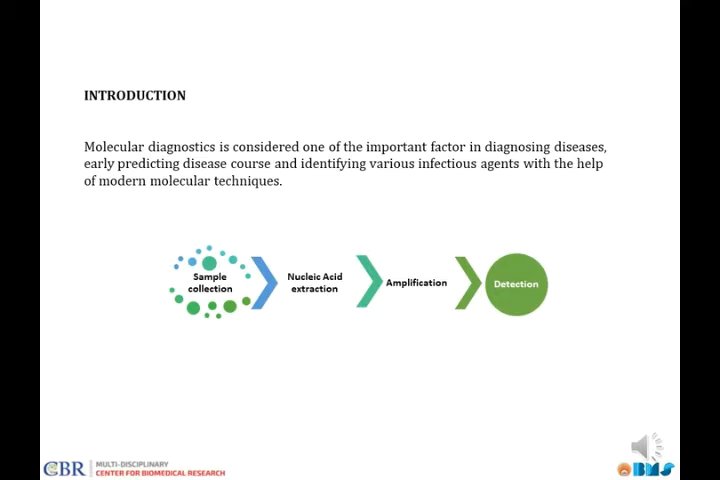 INTRODUCTION
Molecular diagnostics is considered one of the important factor in diagnosing diseases,
early predicting disease course and identifying various infectious agents with the help
of modern molecular techniques.
Sample
collection
Nucleic Acid
extraction
Amplification
Detection
CBR
MULTI-DISCIPLINARY
CENTER FOR BIOMEDICAL RESEARCH
BMS